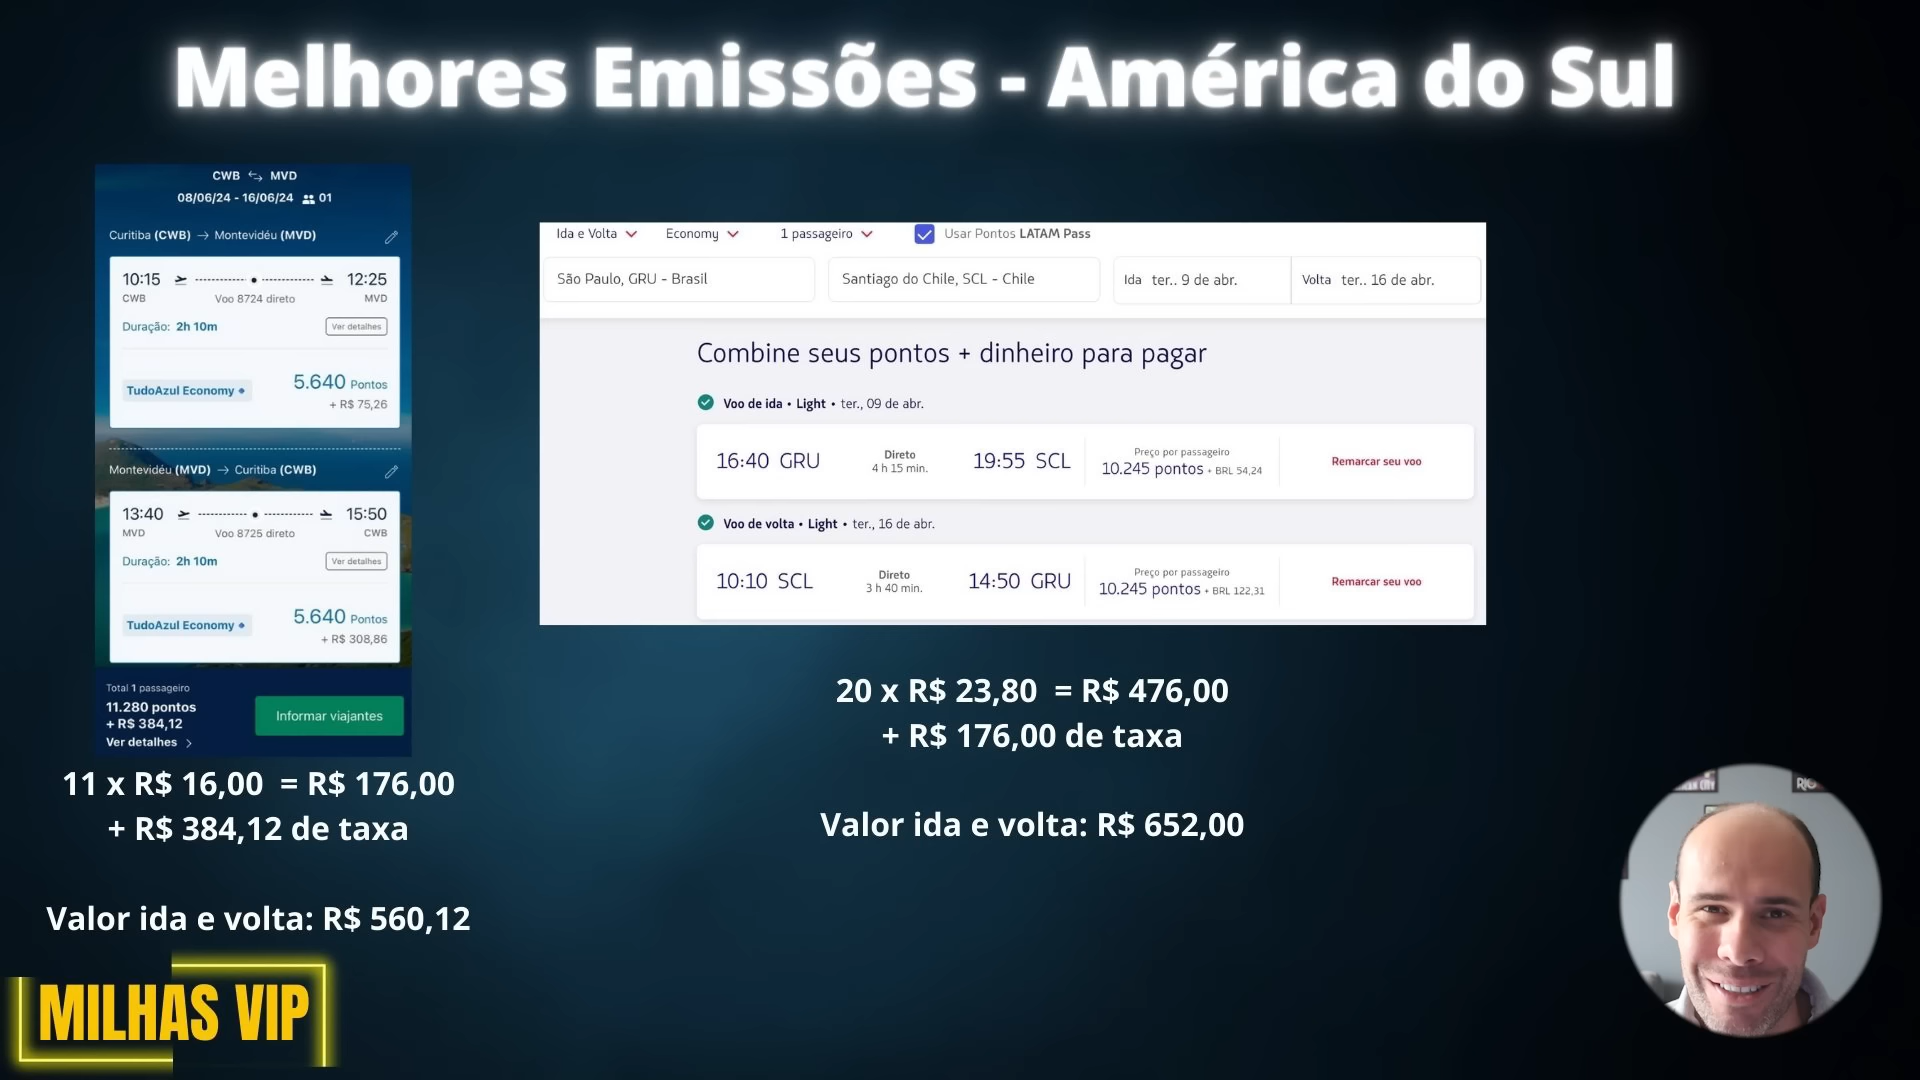 Melhores Emissões - América do Sul
CWB MVD
08/06/24 - 16/06/24 01
Curitiba (CWB) → Montevidéu (MVD)
10:15 12:25
CWB Voo 8724 direto MVD
Duração: 2h 10m Ver detalhes
TudoAzul Economy 5.640 Pontos
+ R$ 75,26
Montevidéu (MVD) → Curitiba (CWB)
13:40 15:50
MVD Voo 8725 direto CWB
Duração: 2h 10m Ver detalhes
TudoAzul Economy 5.640 Pontos
+ R$ 308,86
Total 1 passageiro
11.280 pontos
+ R$ 384,12
Ver detalhes
Informar viajantes
11 x R$ 16,00 = R$ 176,00
+ R$ 384,12 de taxa
Valor ida e volta: R$ 560,12
Ida e Volta Economy 1 passageiro Usar Pontos LATAM Pass
São Paulo, GRU - Brasil Santiago do Chile, SCL - Chile Ida ter.. 9 de abr. Volta ter.. 16 de abr.
Combine seus pontos + dinheiro para pagar
Voo de ida • Light • ter., 09 de abr.
16:40 GRU Direto 4 h 15 min. 19:55 SCL Preço por passageiro 10.245 pontos + BRL 54,24 Remarcar seu voo
Voo de volta • Light • ter., 16 de abr.
10:10 SCL Direto 3 h 40 min. 14:50 GRU Preço por passageiro 10.245 pontos + BRL 122,31 Remarcar seu voo
20 x R$ 23,80 = R$ 476,00
+ R$ 176,00 de taxa
Valor ida e volta: R$ 652,00
MILHAS VIP